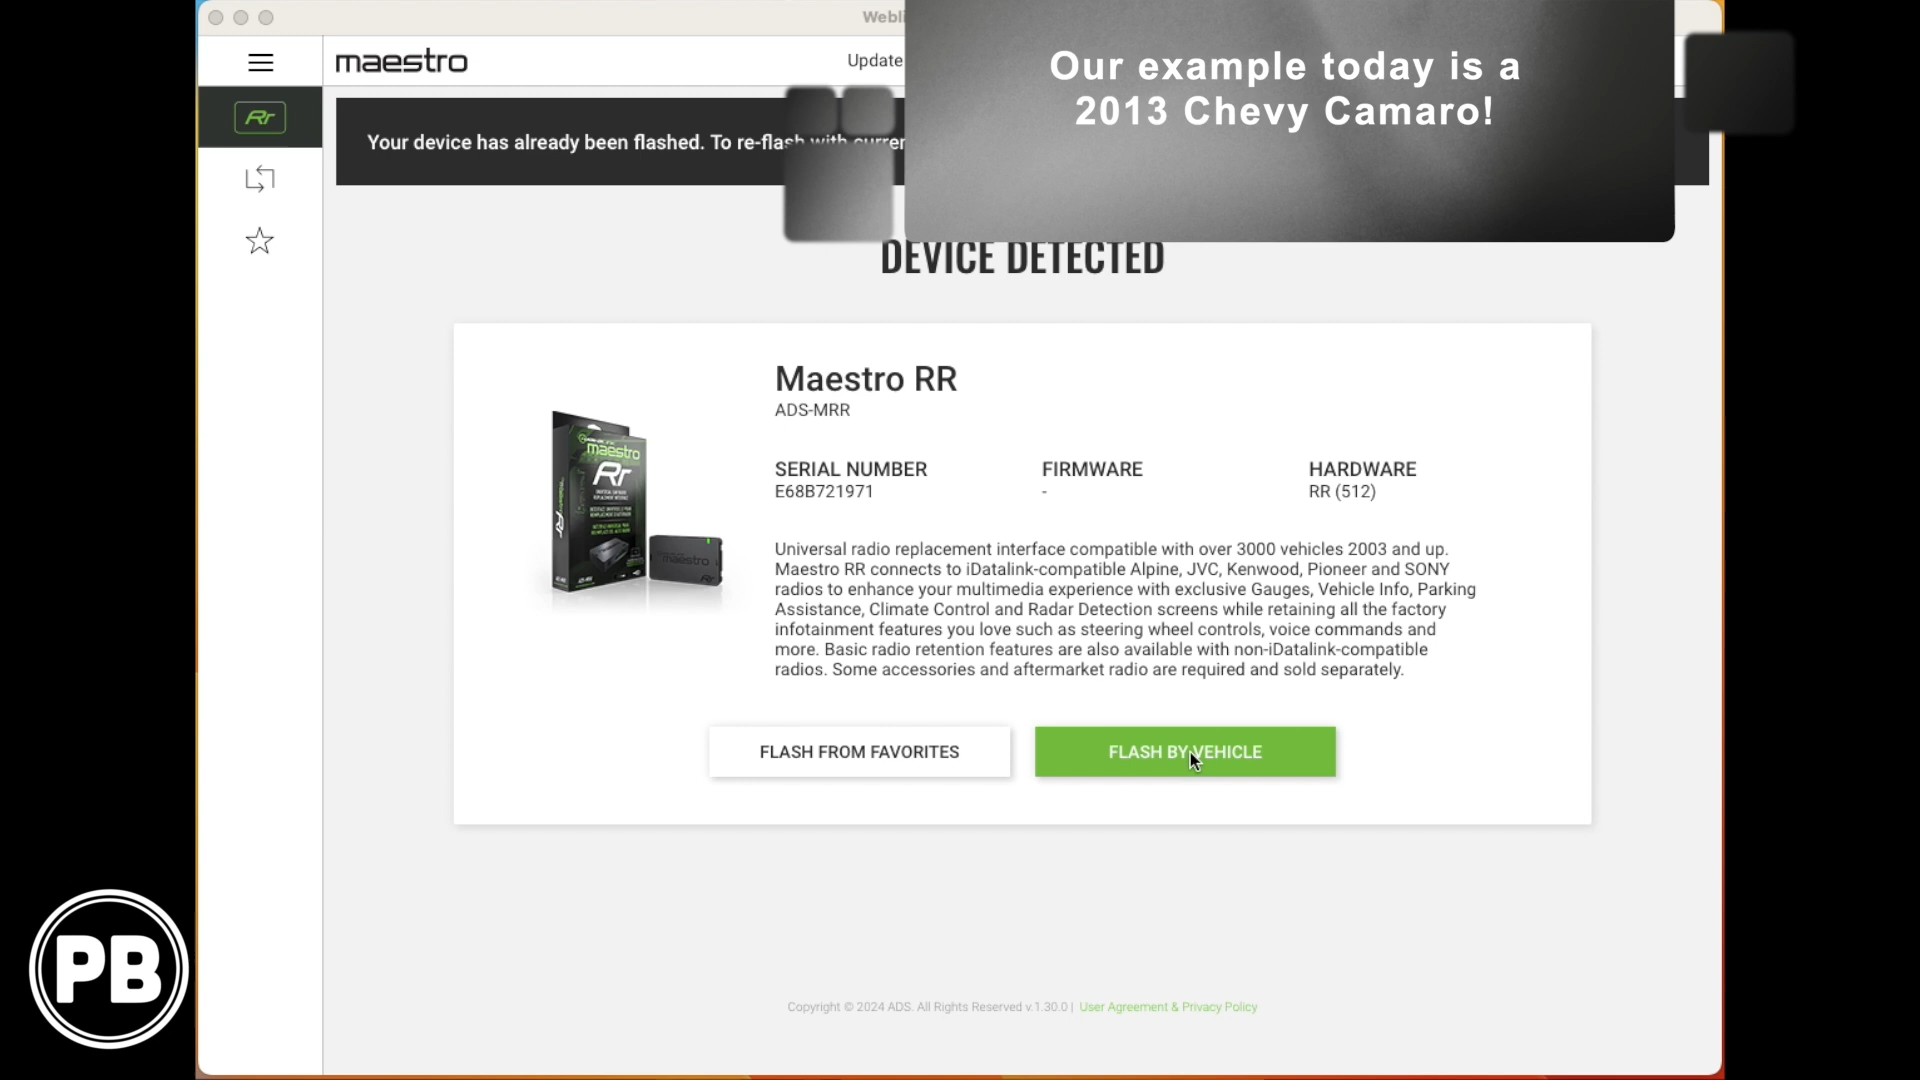 Webli
Our example today is a
2013 Chevy Camaro!
maestro
Update
Rr
Your device has already been flashed. To re-flash with curren
DEVICE DETECTED
Maestro RR
ADS-MRR
maestro
Rr
maestro
SERIAL NUMBER
FIRMWARE
HARDWARE
E68B721971
-
RR (512)
Universal radio replacement interface compatible with over 3000 vehicles 2003 and up.
Maestro RR connects to iDatalink-compatible Alpine, JVC, Kenwood, Pioneer and SONY
radios to enhance your multimedia experience with exclusive Gauges, Vehicle Info, Parking
Assistance, Climate Control and Radar Detection screens while retaining all the factory
infotainment features you love such as steering wheel controls, voice commands and
more. Basic radio retention features are also available with non-iDatalink-compatible
radios. Some accessories and aftermarket radio are required and sold separately.
FLASH FROM FAVORITES
FLASH BY VEHICLE
PB
Copyright © 2024 ADS. All Rights Reserved v.1.30.0 | User Agreement & Privacy Policy